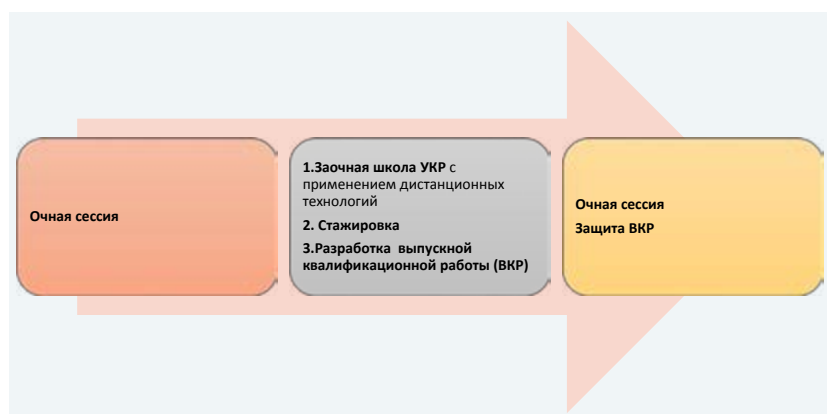 Очная сессия
1.Заочная школа УКР с
применением дистанционных
технологий
2. Стажировка
3.Разработка выпускной
квалификационной работы (ВКР)
Очная сессия
Защита ВКР